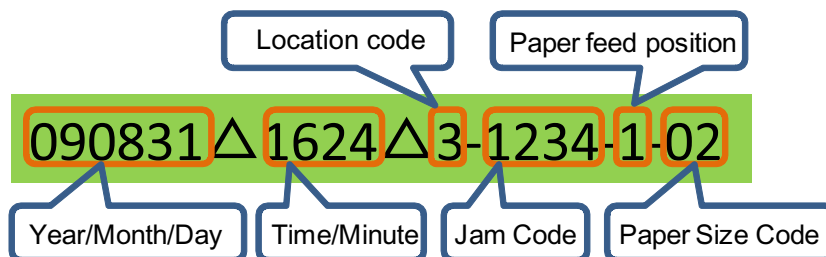 Location code
Paper feed position
090831△1624△3-1234-1-02
Year/Month/Day
Time/Minute
Jam Code
Paper Size Code